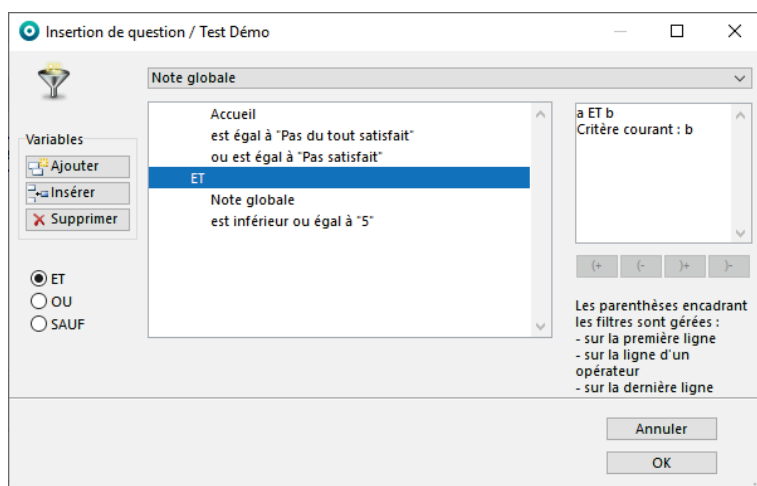 Insertion de question / Test Démo
Note globale
Variables
Ajouter
Insérer
Supprimer
ET
OU
SAUF
Accueil
est égal à "Pas du tout satisfait"
ou est égal à "Pas satisfait"
ET
Note globale
est inférieur ou égal à "5"
a ET b
Critère courant : b
(+ (- )+ )-
Les parenthèses encadrant
les filtres sont gérées :
- sur la première ligne
- sur la ligne d'un
opérateur
- sur la dernière ligne
Annuler
OK